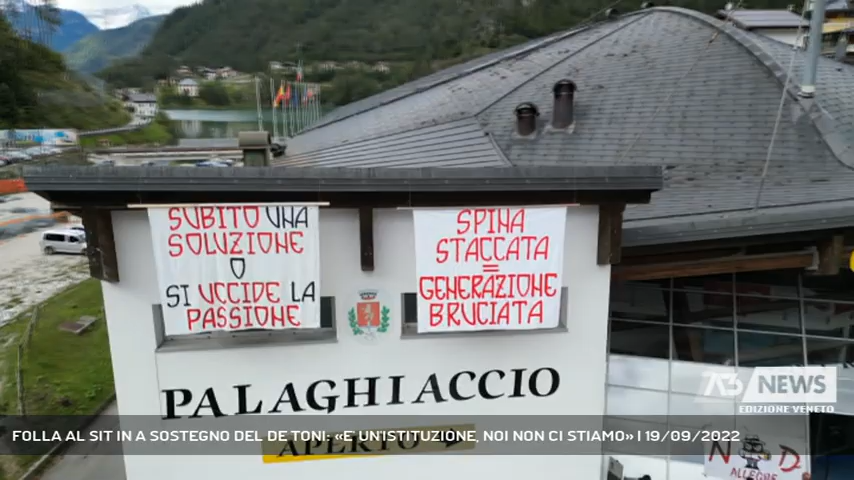 SUBITO UNA
SOLUZIONE
O
SI UCCIDE LA
PASSIONE
SPINA
STACCATA
=
GENERAZIONE
BRUCIATA
PALAGHIACCIO
APERTO →
NEWS
EDIZIONE VENETO
FOLLA AL SIT IN A SOSTEGNO DEL DE TONI: «E' UN'ISTITUZIONE, NOI NON CI STIAMO» | 19/09/2022
N D
ALLEGHE